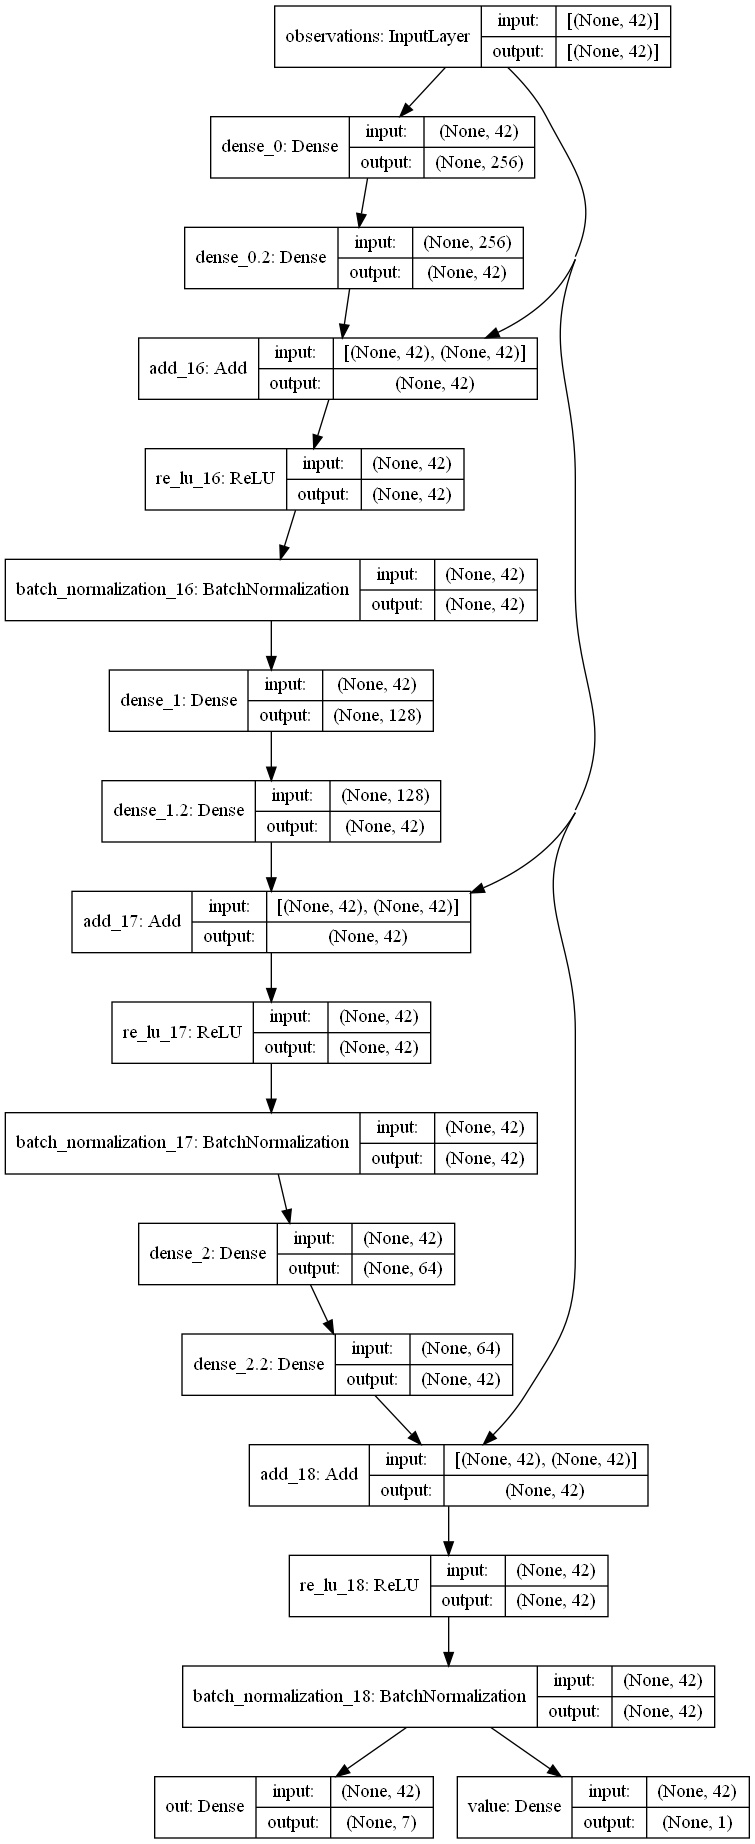 observations: InputLayer
input: [(None, 42)]
output: [(None, 42)]
dense_0: Dense
input: (None, 42)
output: (None, 256)
dense_0.2: Dense
input: (None, 256)
output: (None, 42)
add_16: Add
input: [(None, 42), (None, 42)]
output: (None, 42)
re_lu_16: ReLU
input: (None, 42)
output: (None, 42)
batch_normalization_16: BatchNormalization
input: (None, 42)
output: (None, 42)
dense_1: Dense
input: (None, 42)
output: (None, 128)
dense_1.2: Dense
input: (None, 128)
output: (None, 42)
add_17: Add
input: [(None, 42), (None, 42)]
output: (None, 42)
re_lu_17: ReLU
input: (None, 42)
output: (None, 42)
batch_normalization_17: BatchNormalization
input: (None, 42)
output: (None, 42)
dense_2: Dense
input: (None, 42)
output: (None, 64)
dense_2.2: Dense
input: (None, 64)
output: (None, 42)
add_18: Add
input: [(None, 42), (None, 42)]
output: (None, 42)
re_lu_18: ReLU
input: (None, 42)
output: (None, 42)
batch_normalization_18: BatchNormalization
input: (None, 42)
output: (None, 42)
out: Dense
input: (None, 42)
output: (None, 7)
value: Dense
input: (None, 42)
output: (None, 1)